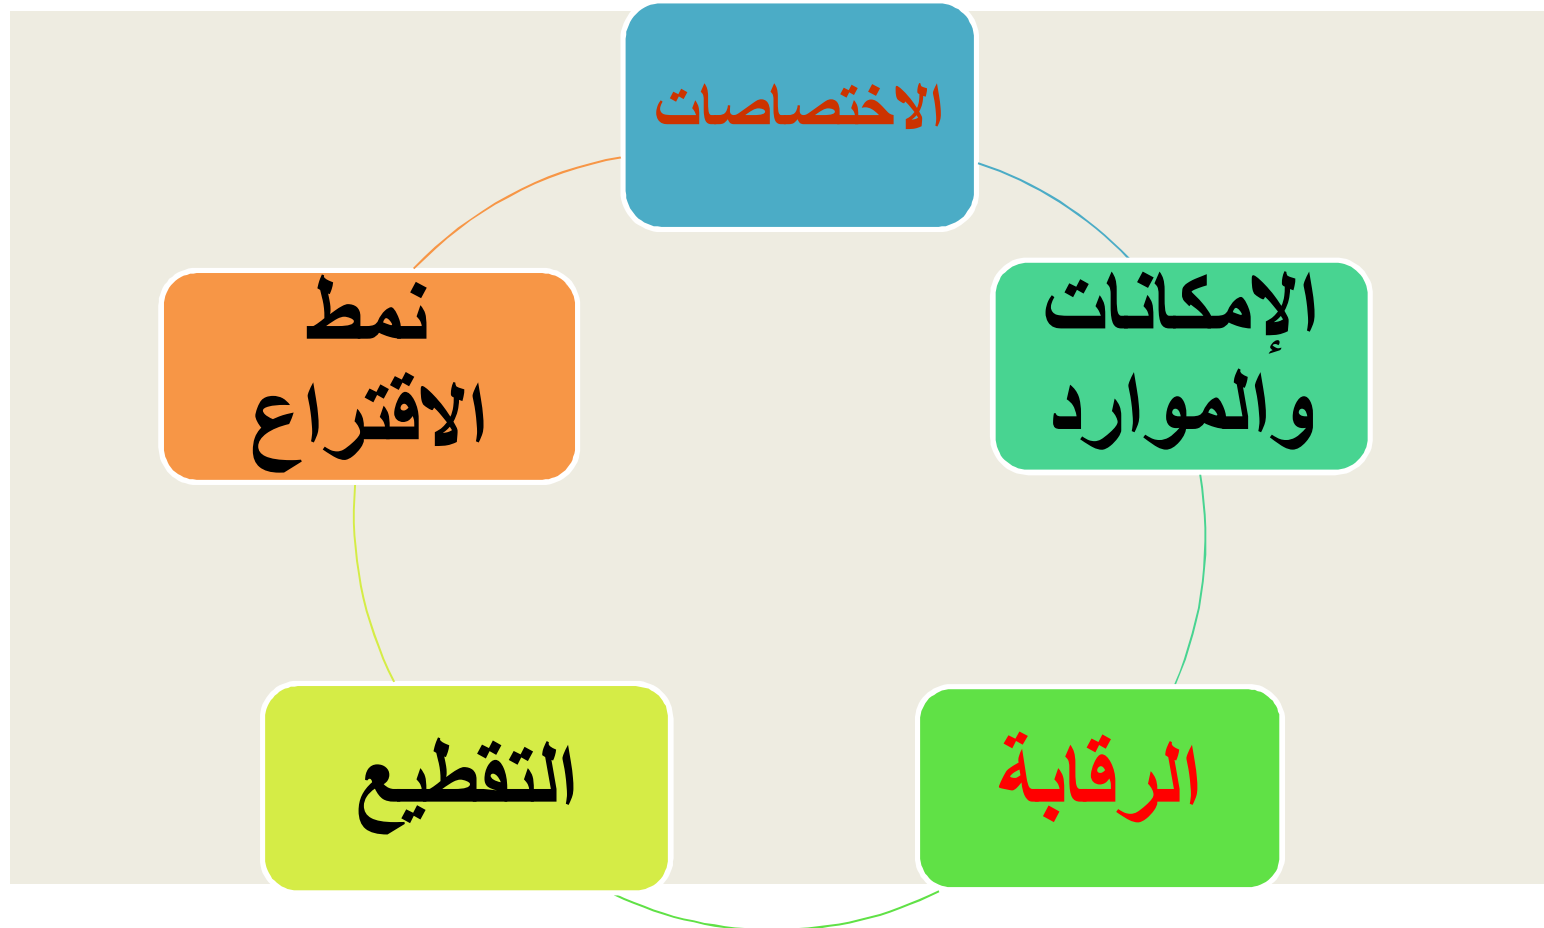 الاختصاصات
الإمكانات
والموارد
الرقابة
التقطيع
نمط
الاقتراع